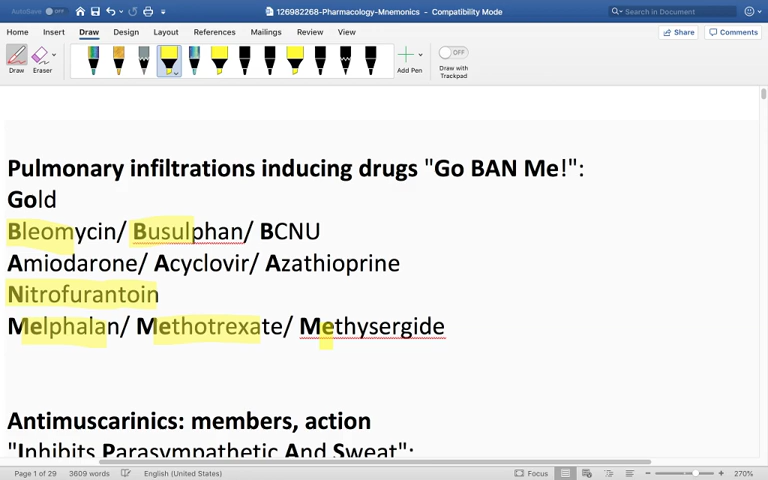 AutoSave OFF 126982268-Pharmacology-Mnemonics - Compatibility Mode Search in Document
Home Insert Draw Design Layout References Mailings Review View Share Comments
Draw Eraser Add Pen OFF Draw with Trackpad
Pulmonary infiltrations inducing drugs "Go BAN Me!":
Gold
Bleomycin/ Busulphan/ BCNU
Amiodarone/ Acyclovir/ Azathioprine
Nitrofurantoin
Melphalan/ Methotrexate/ Methysergide
Antimuscarinics: members, action
"Inhibits Parasympathetic And Sweat":
Page 1 of 29 3609 words English (United States) Focus 270%